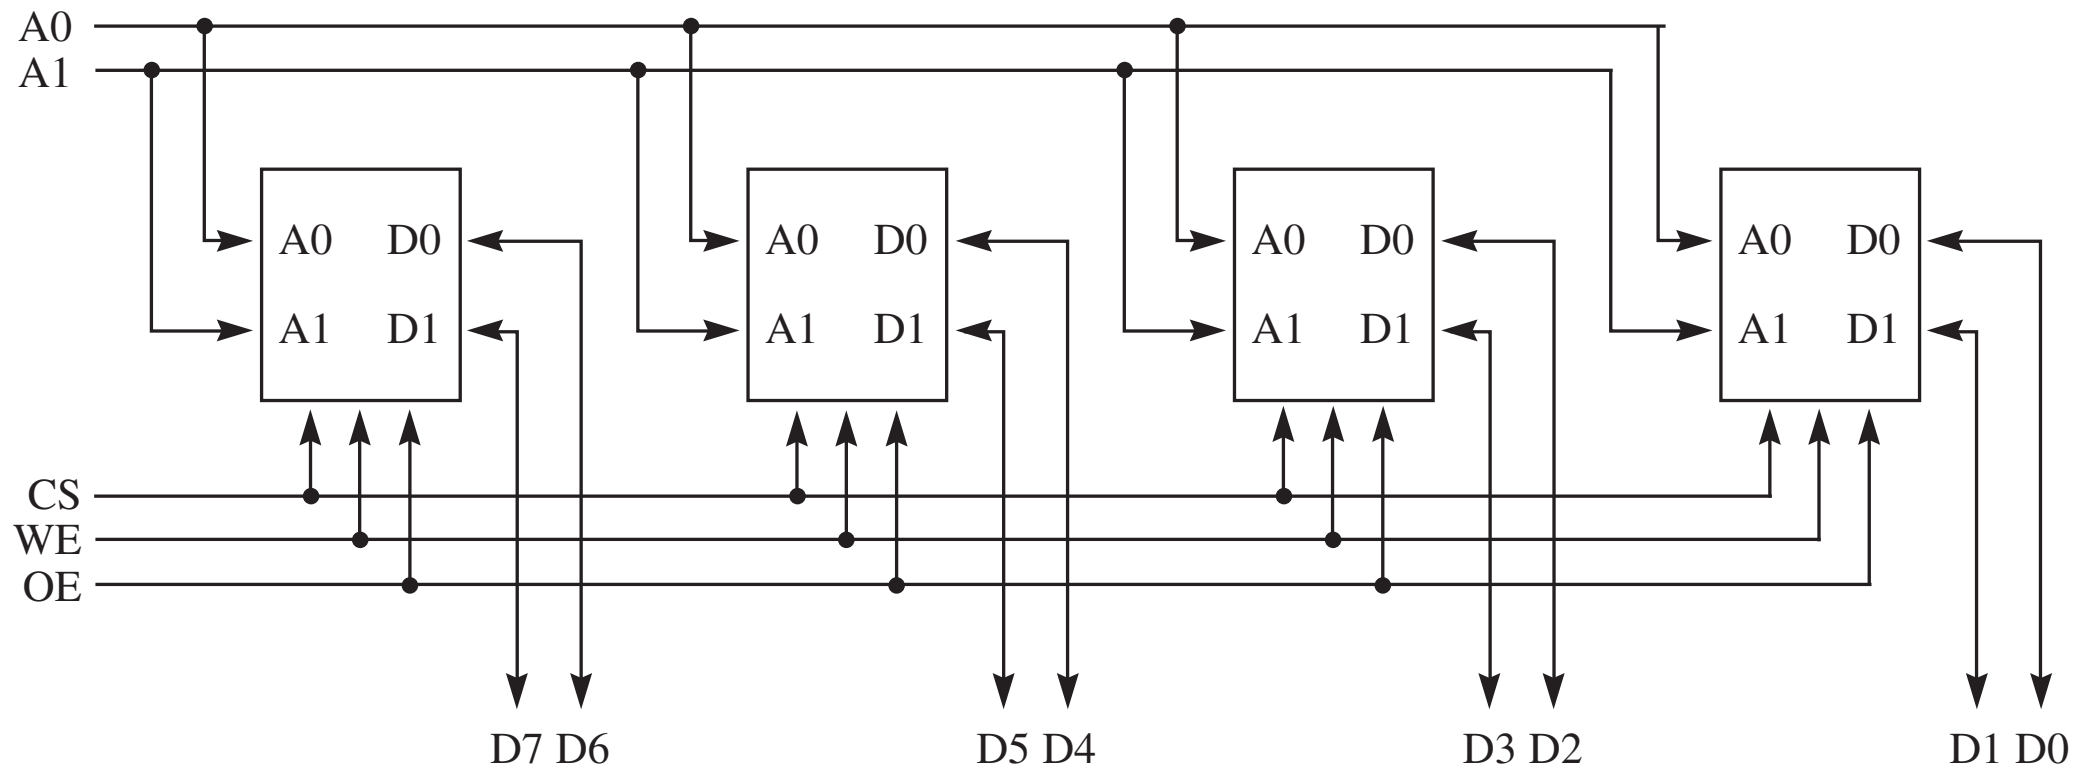 A0
A1
A0 D0 A0 D0 A0 D0 A0 D0
A1 D1 A1 D1 A1 D1 A1 D1
CS
WE
OE
D7 D6 D5 D4 D3 D2 D1 D0